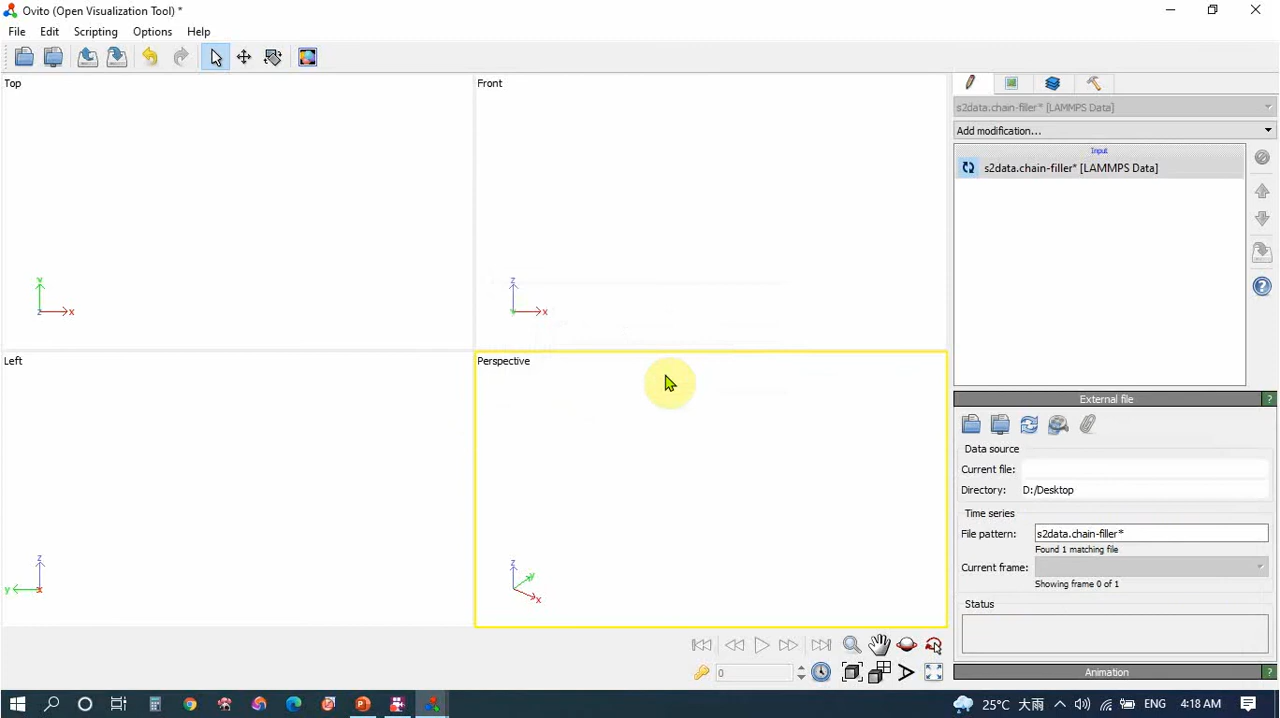 Ovito (Open Visualization Tool) *
File Edit Scripting Options Help
Top
Front
s2data.chain-filler* [LAMMPS Data]
Add modification...
Input
s2data.chain-filler* [LAMMPS Data]
y
z
x
z
y
x
Left
Perspective
External file
?
Data source
Current file:
Directory: D:/Desktop
Time series
File pattern: s2data.chain-filler*
Found 1 matching file
Current frame:
Showing frame 0 of 1
z
y
x
z
y
x
Status
0
Animation
?
25°C 大雨 ENG 4:18 AM